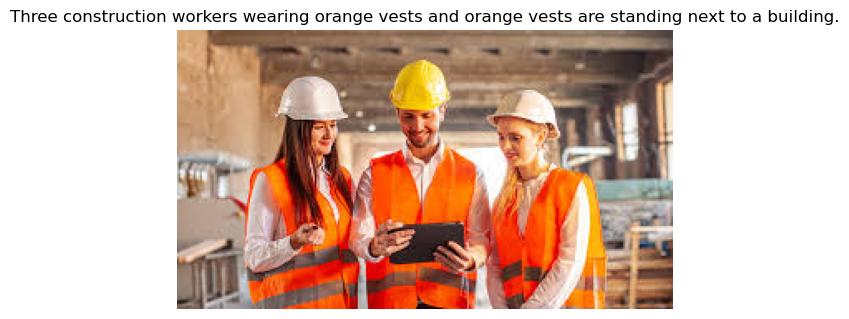 Three construction workers wearing orange vests and orange vests are standing next to a building.